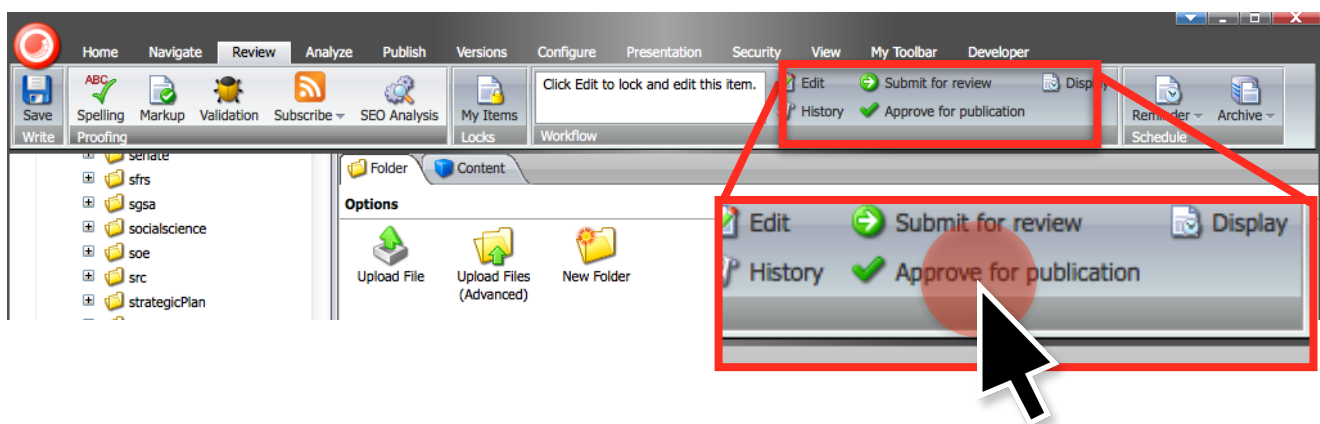 Home Navigate Review Analyze Publish Versions Configure Presentation Security View My Toolbar Developer
Save
Write
ABC
Spelling Markup Validation Subscribe SEO Analysis
Proofing
My Items
Locks
Click Edit to lock and edit this item.
Workflow
Edit Submit for review Display
History Approve for publication
Reminder Archive
Schedule
senate
sfrs
sgsa
socialscience
soe
src
strategicPlan
Folder Content
Options
Upload File
Upload Files
(Advanced)
New Folder
Edit Submit for review Display
History Approve for publication